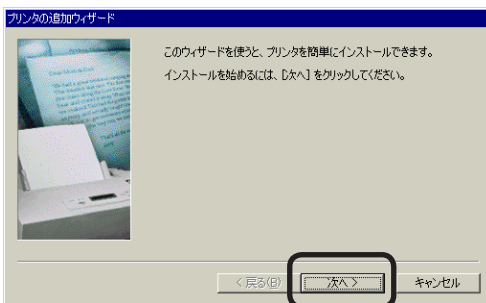 プリンタの追加ウィザード
このウィザードを使うと、プリンタを簡単にインストールできます。
インストールを始めるには、[次へ] をクリックしてください。
< 戻る(B)
次へ >
キャンセル